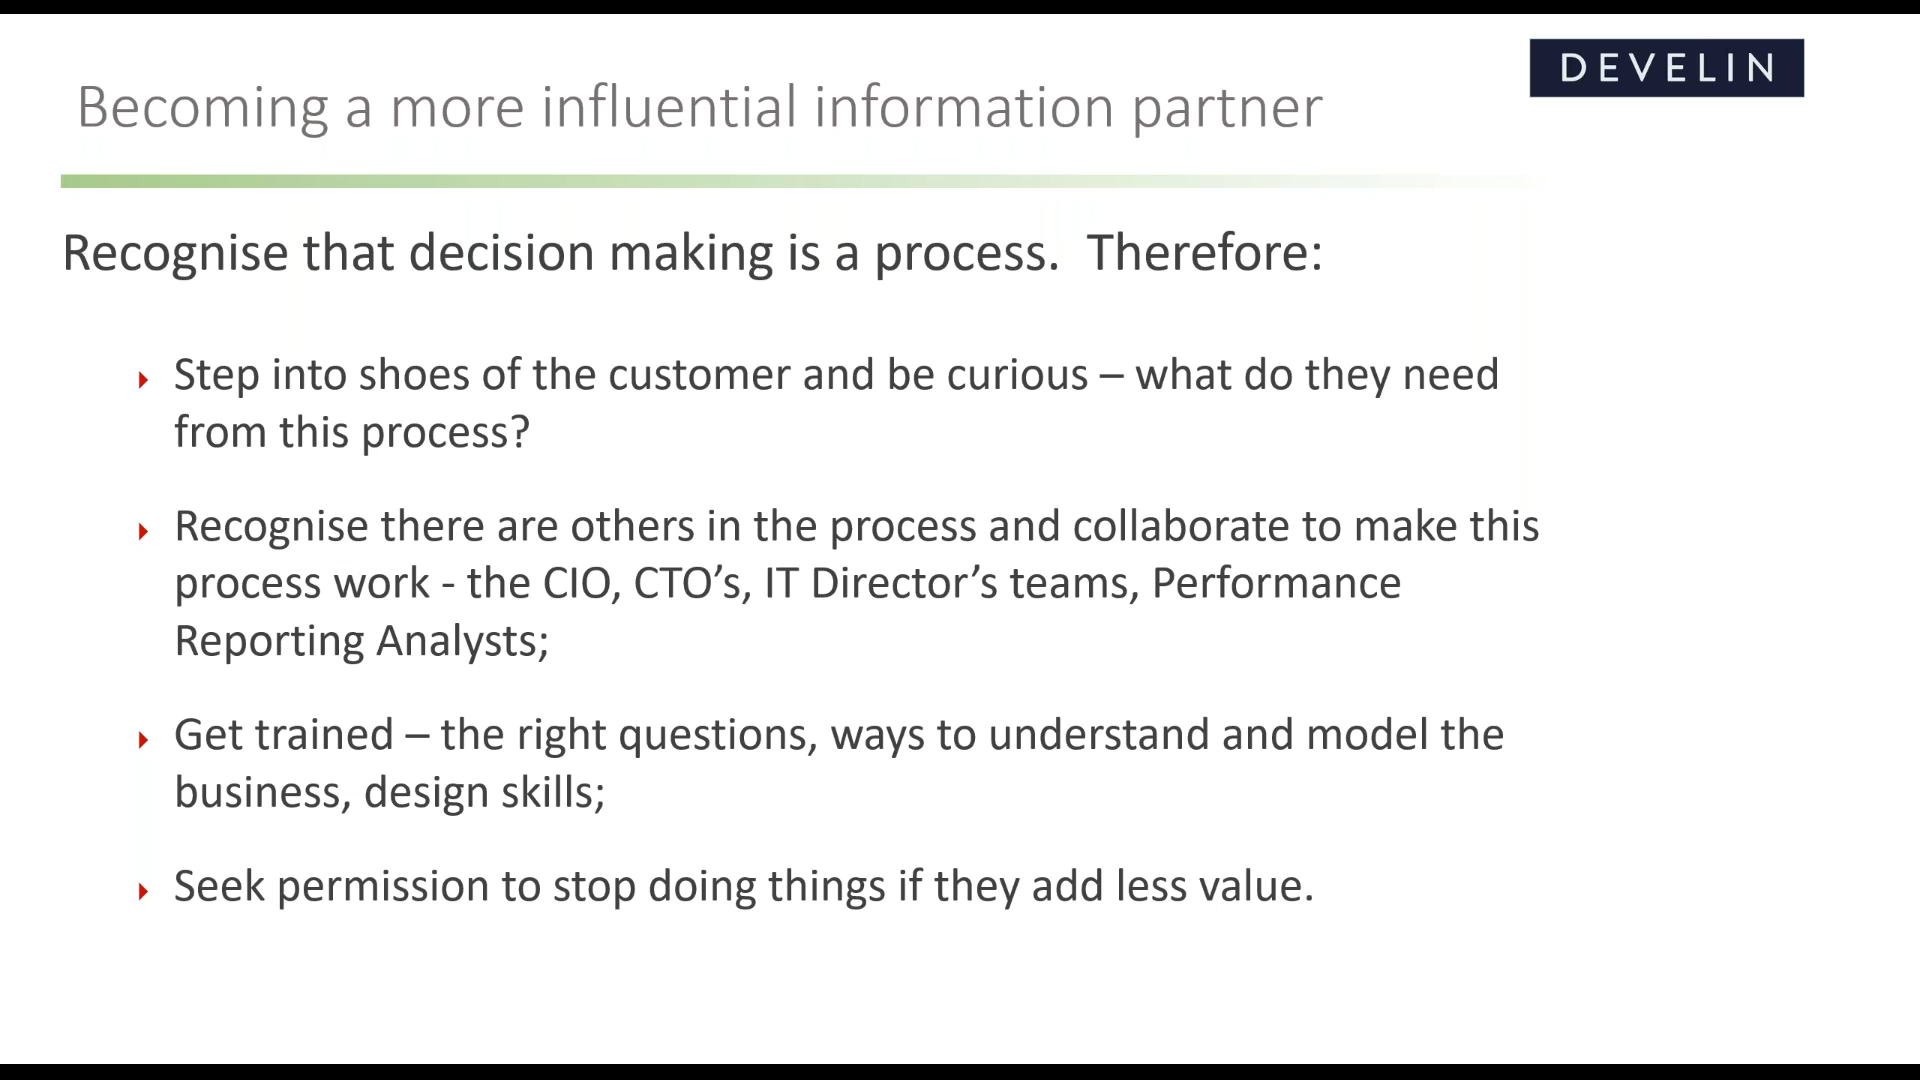 DEVELIN
Becoming a more influential information partner
Recognise that decision making is a process.  Therefore:
Step into shoes of the customer and be curious – what do they need
from this process?
Recognise there are others in the process and collaborate to make this
process work - the CIO, CTO’s, IT Director’s teams, Performance
Reporting Analysts;
Get trained – the right questions, ways to understand and model the
business, design skills;
Seek permission to stop doing things if they add less value.